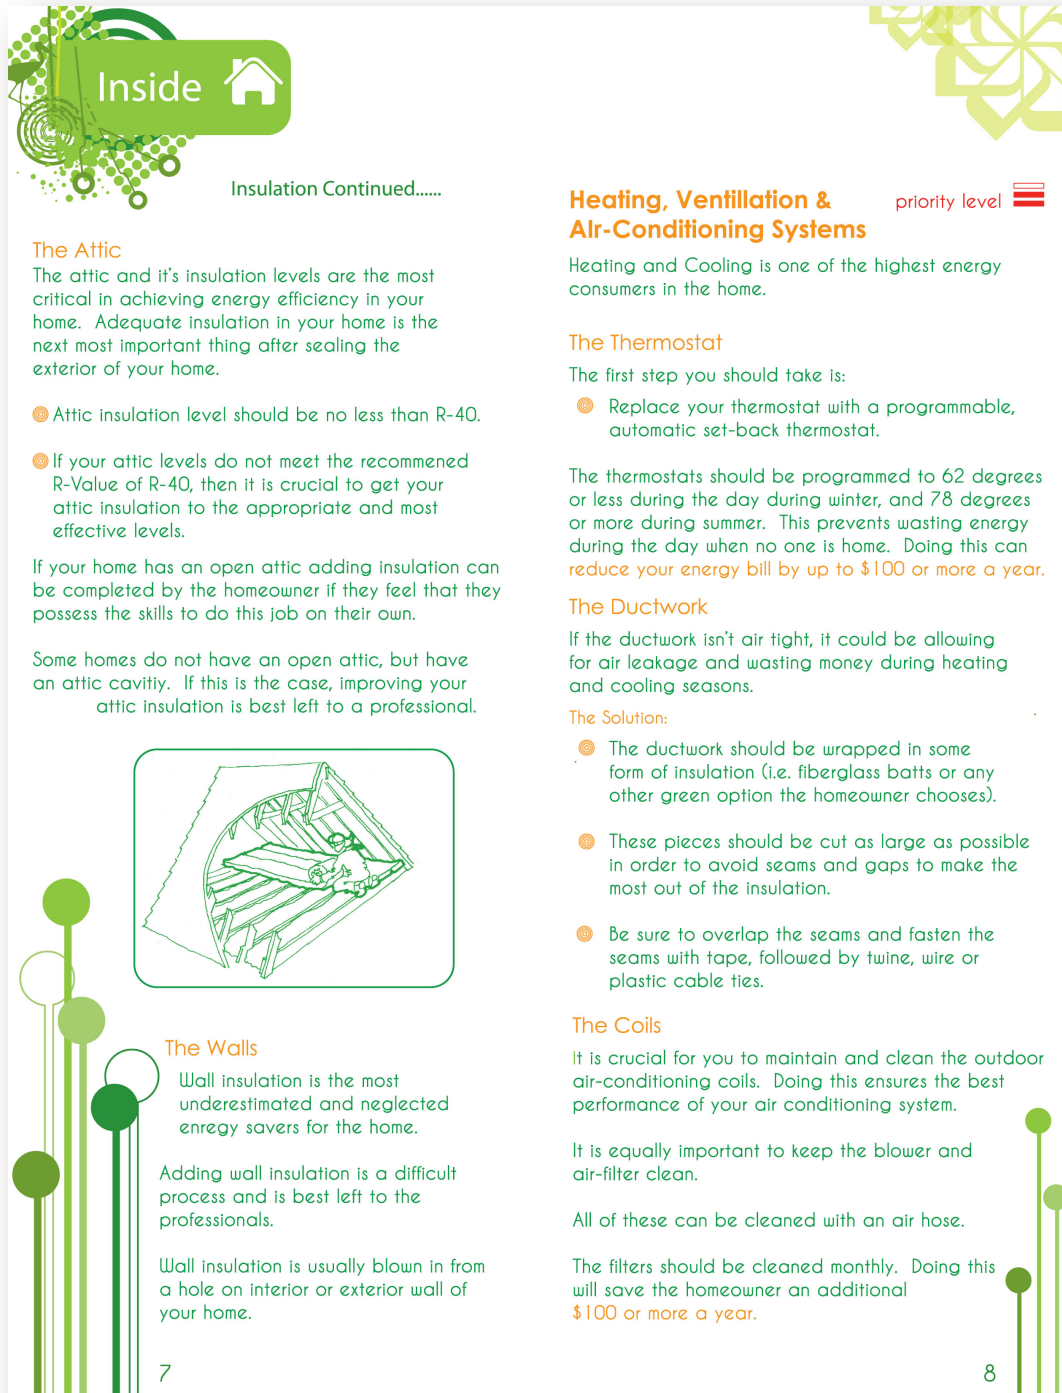 Inside
Insulation Continued......
The Attic
The attic and it's insulation levels are the most
critical in achieving energy efficiency in your
home.  Adequate insulation in your home is the
next most important thing after sealing the
exterior of your home.
Attic insulation level should be no less than R-40.
If your attic levels do not meet the recommened
R-Value of R-40, then it is crucial to get your
attic insulation to the appropriate and most
effective levels.
If your home has an open attic adding insulation can
be completed by the homeowner if they feel that they
possess the skills to do this job on their own.
Some homes do not have an open attic, but have
an attic cavitiy.  If this is the case, improving your
attic insulation is best left to a professional.
The Walls
Wall insulation is the most
underestimated and neglected
enregy savers for the home.
Adding wall insulation is a difficult
process and is best left to the
professionals.
Wall insulation is usually blown in from
a hole on interior or exterior wall of
your home.
7
Heating, Ventillation &
AIr-Conditioning Systems
priority level
Heating and Cooling is one of the highest energy
consumers in the home.
The Thermostat
The first step you should take is:
Replace your thermostat with a programmable,
automatic set-back thermostat.
The thermostats should be programmed to 62 degrees
or less during the day during winter, and 78 degrees
or more during summer.  This prevents wasting energy
during the day when no one is home.  Doing this can
reduce your energy bill by up to $100 or more a year.
The Ductwork
If the ductwork isn't air tight, it could be allowing
for air leakage and wasting money during heating
and cooling seasons.
The Solution:
The ductwork should be wrapped in some
form of insulation (i.e. fiberglass batts or any
other green option the homeowner chooses).
These pieces should be cut as large as possible
in order to avoid seams and gaps to make the
most out of the insulation.
Be sure to overlap the seams and fasten the
seams with tape, followed by twine, wire or
plastic cable ties.
The Coils
It is crucial for you to maintain and clean the outdoor
air-conditioning coils.  Doing this ensures the best
performance of your air conditioning system.
It is equally important to keep the blower and
air-filter clean.
All of these can be cleaned with an air hose.
The filters should be cleaned monthly.  Doing this
will save the homeowner an additional
$100 or more a year.
8